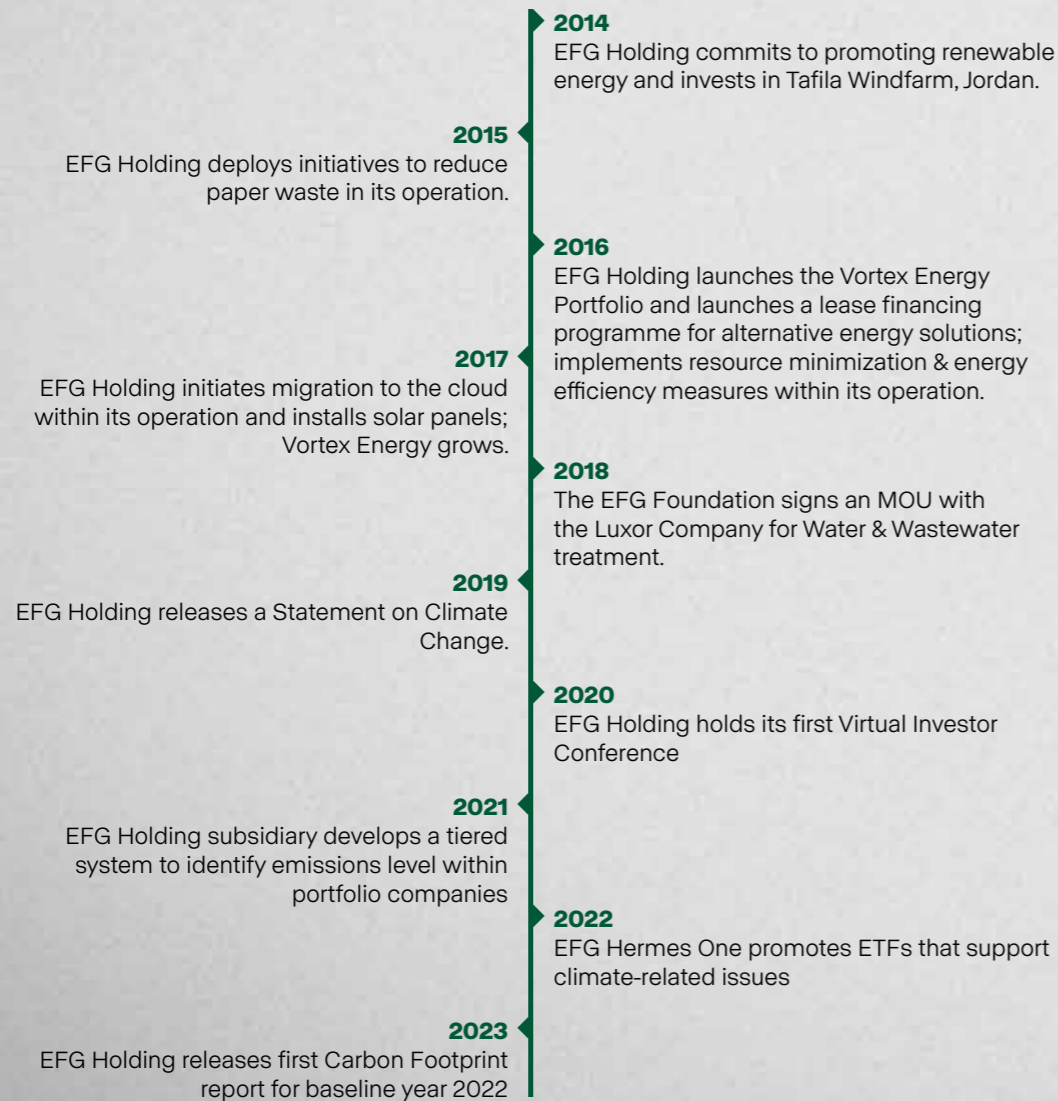 2014
EFG Holding commits to promoting renewable
energy and invests in Tafila Windfarm, Jordan.
2015
EFG Holding deploys initiatives to reduce
paper waste in its operation.
2016
EFG Holding launches the Vortex Energy
Portfolio and launches a lease financing
programme for alternative energy solutions;
implements resource minimization & energy
efficiency measures within its operation.
2017
EFG Holding initiates migration to the cloud
within its operation and installs solar panels;
Vortex Energy grows.
2018
The EFG Foundation signs an MOU with
the Luxor Company for Water & Wastewater
treatment.
2019
EFG Holding releases a Statement on Climate
Change.
2020
EFG Holding holds its first Virtual Investor
Conference
2021
EFG Holding subsidiary develops a tiered
system to identify emissions level within
portfolio companies
2022
EFG Hermes One promotes ETFs that support
climate-related issues
2023
EFG Holding releases first Carbon Footprint
report for baseline year 2022